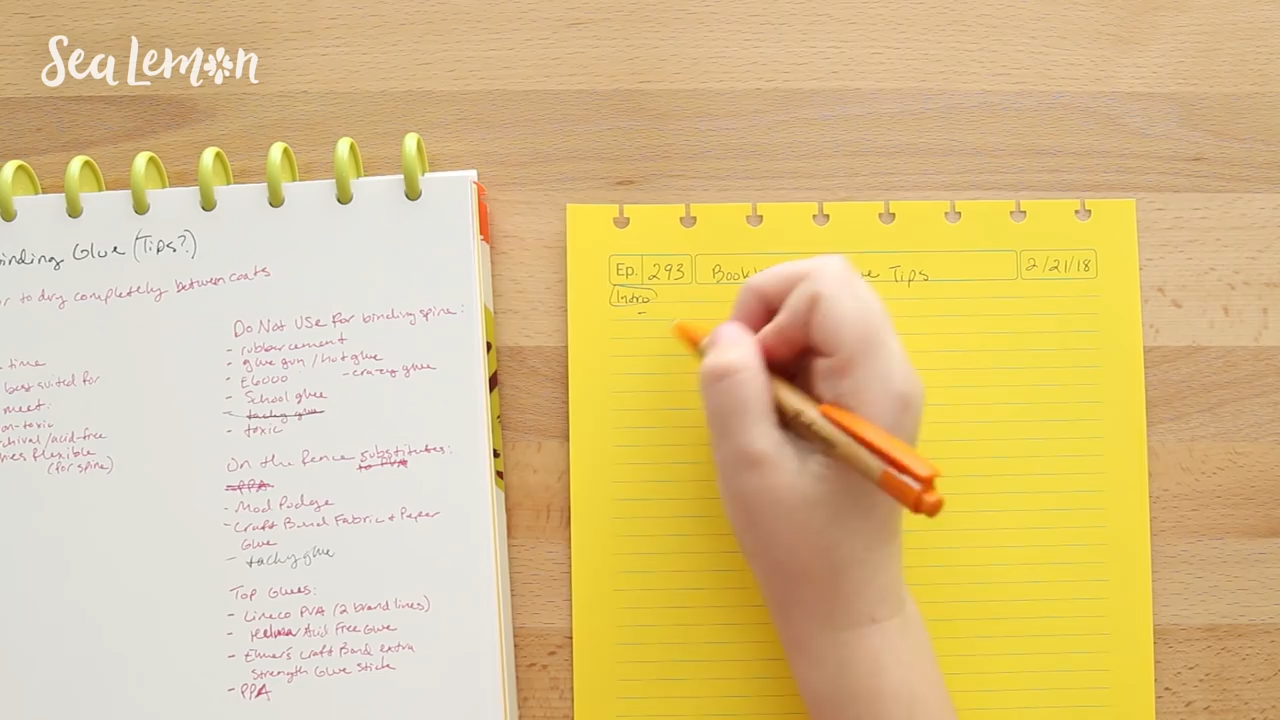 Sea Lemon
inding Glue (Tips?)
r to dry completely between coats
time
best suited for
meet:
on-toxic
chival/acid-free
ies flexible
(for spine)
Do Not Use for binding spine:
- rubber cement
- glue gun / hot glue
- E6000 - crazy glue
- School glue
- tacky glue
- toxic
On the fence substitutes:
to PVA
- PPA
- Mod Podge
- Craft Bond Fabric + Paper
Glue
- tacky glue
Top Glues:
- Lineco PVA (2 brand lines)
- Acid Free Glue
- Elmer's Craft Bond extra
strength Glue Stick
- PPA
Ep. 293 Book e Tips 2/21/18
Intro
-